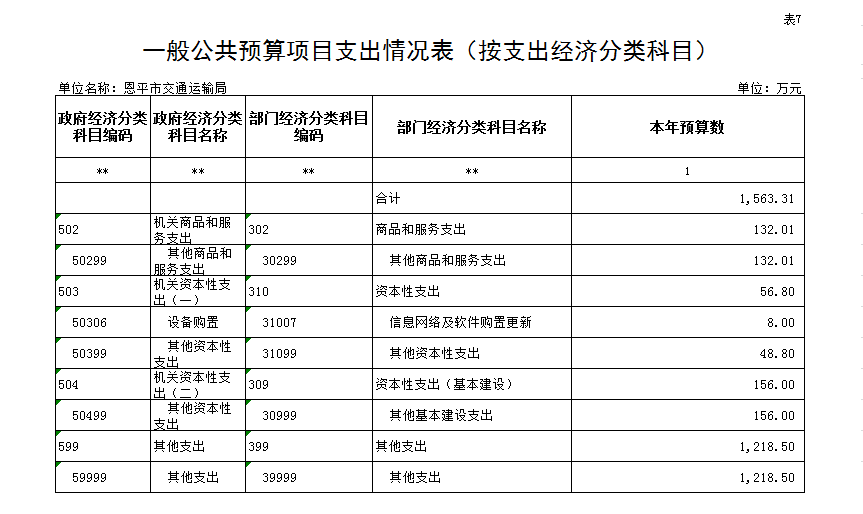 表7
一般公共预算项目支出情况表（按支出经济分类科目）
单位名称：恩平市交通运输局 单位：万元
政府经济分类科目编码 政府经济分类科目名称 部门经济分类科目编码 部门经济分类科目名称 本年预算数
** ** ** ** 1
合计 1,563.31
502 机关商品和服务支出 302 商品和服务支出 132.01
50299 其他商品和服务支出 30299 其他商品和服务支出 132.01
503 机关资本性支出（一） 310 资本性支出 56.80
50306 设备购置 31007 信息网络及软件购置更新 8.00
50399 其他资本性支出 31099 其他资本性支出 48.80
504 机关资本性支出（二） 309 资本性支出（基本建设） 156.00
50499 其他资本性支出 30999 其他基本建设支出 156.00
599 其他支出 399 其他支出 1,218.50
59999 其他支出 39999 其他支出 1,218.50